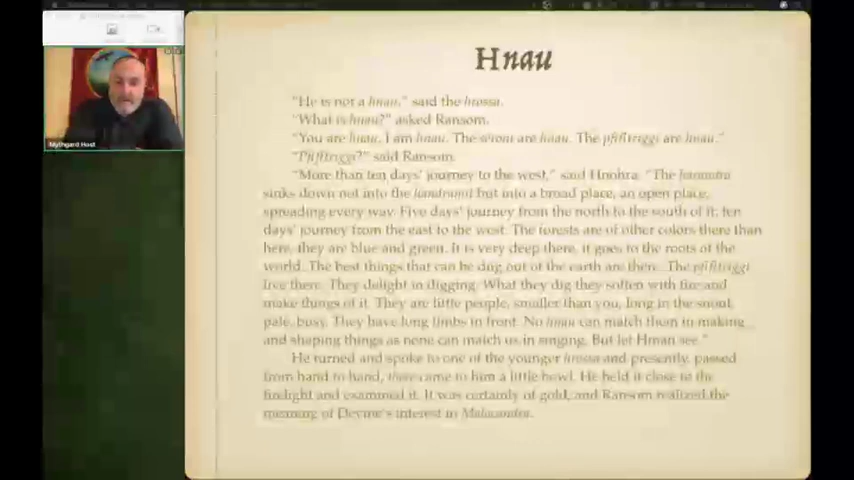 Hnau
"He is not a hnau," said the hrossa.
"What is hnau?" asked Ransom.
"You are hnau. I am hnau. The séroni are hnau. The pfifltriggi are hnau."
"Pfifltriggi?" said Ransom.
"More than ten days' journey to the west," said Hnohra. "The harandra
sinks down not into the handramit but into a broad place, an open place,
spreading every way. Five days' journey from the north to the south of it; ten
days' journey from the east to the west. The forests are of other colors there than
here, they are blue and green. It is very deep there, it goes to the roots of the
world. The best things that can be dug out of the earth are there. The pfifltriggi
live there. They delight in digging. What they dig they soften with fire and
make things of it. They are little people, smaller than you, long in the snout,
pale, busy. They have long limbs in front. No hnau can match them in making
and shaping things as none can match us in singing. But let Hman see."
He turned and spoke to one of the younger hrossa and presently, passed
from hand to hand, there came to him a little bowl. He held it close to the
firelight and examined it. It was certainly of gold, and Ransom realized the
meaning of Devine's interest in Malacandra.
Mythgard Host